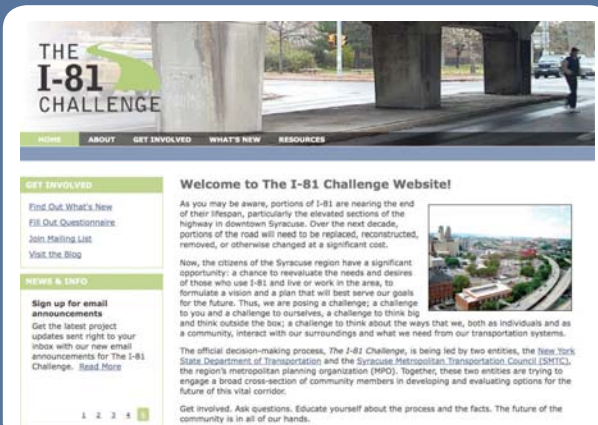 THE
I-81
CHALLENGE
HOME ABOUT GET INVOLVED WHAT'S NEW RESOURCES
GET INVOLVED
Find Out What's New
Fill Out Questionnaire
Join Mailing List
Visit the Blog
NEWS & INFO
Sign up for email
announcements
Get the latest project
updates sent right to your
inbox with our new email
announcements for The I-81
Challenge. Read More
1 2 3 4 5
Welcome to The I-81 Challenge Website!
As you may be aware, portions of I-81 are nearing the end
of their lifespan, particularly the elevated sections of the
highway in downtown Syracuse. Over the next decade,
portions of the road will need to be replaced, reconstructed,
removed, or otherwise changed at a significant cost.
Now, the citizens of the Syracuse region have a significant
opportunity: a chance to reevaluate the needs and desires
of those who use I-81 and live or work in the area, to
formulate a vision and a plan that will best serve our goals
for the future. Thus, we are posing a challenge; a challenge
to you and a challenge to ourselves, a challenge to think big
and think outside the box; a challenge to think about the ways that we, both as individuals and as
a community, interact with our surroundings and what we need from our transportation systems.
The official decision-making process, The I-81 Challenge, is being led by two entities, the New York
State Department of Transportation and the Syracuse Metropolitan Transportation Council (SMTC),
the region's metropolitan planning organization (MPO). Together, these two entities are trying to
engage a broad cross-section of community members in developing and evaluating options for the
future of this vital corridor.
Get involved. Ask questions. Educate yourself about the process and the facts. The future of the
community is in all of our hands.